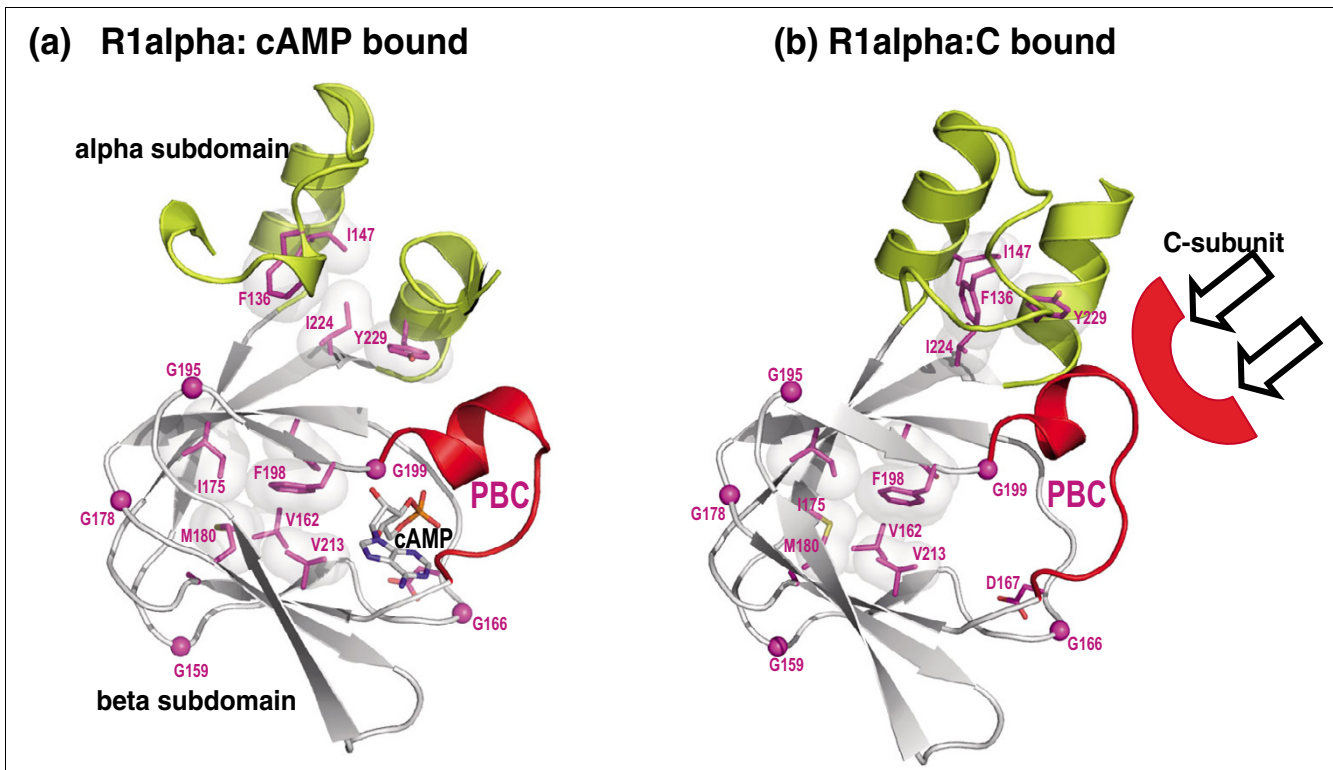 (a) R1alpha: cAMP bound
alpha subdomain
I147
F136
I224
Y229
G195
I175
F198
G199
PBC
G178
M180
V162
V213
cAMP
G166
G159
beta subdomain
(b) R1alpha:C bound
C-subunit
I147
F136
Y229
I224
G195
F198
G199
PBC
G178
I175
M180
V162
V213
D167
G166
G159